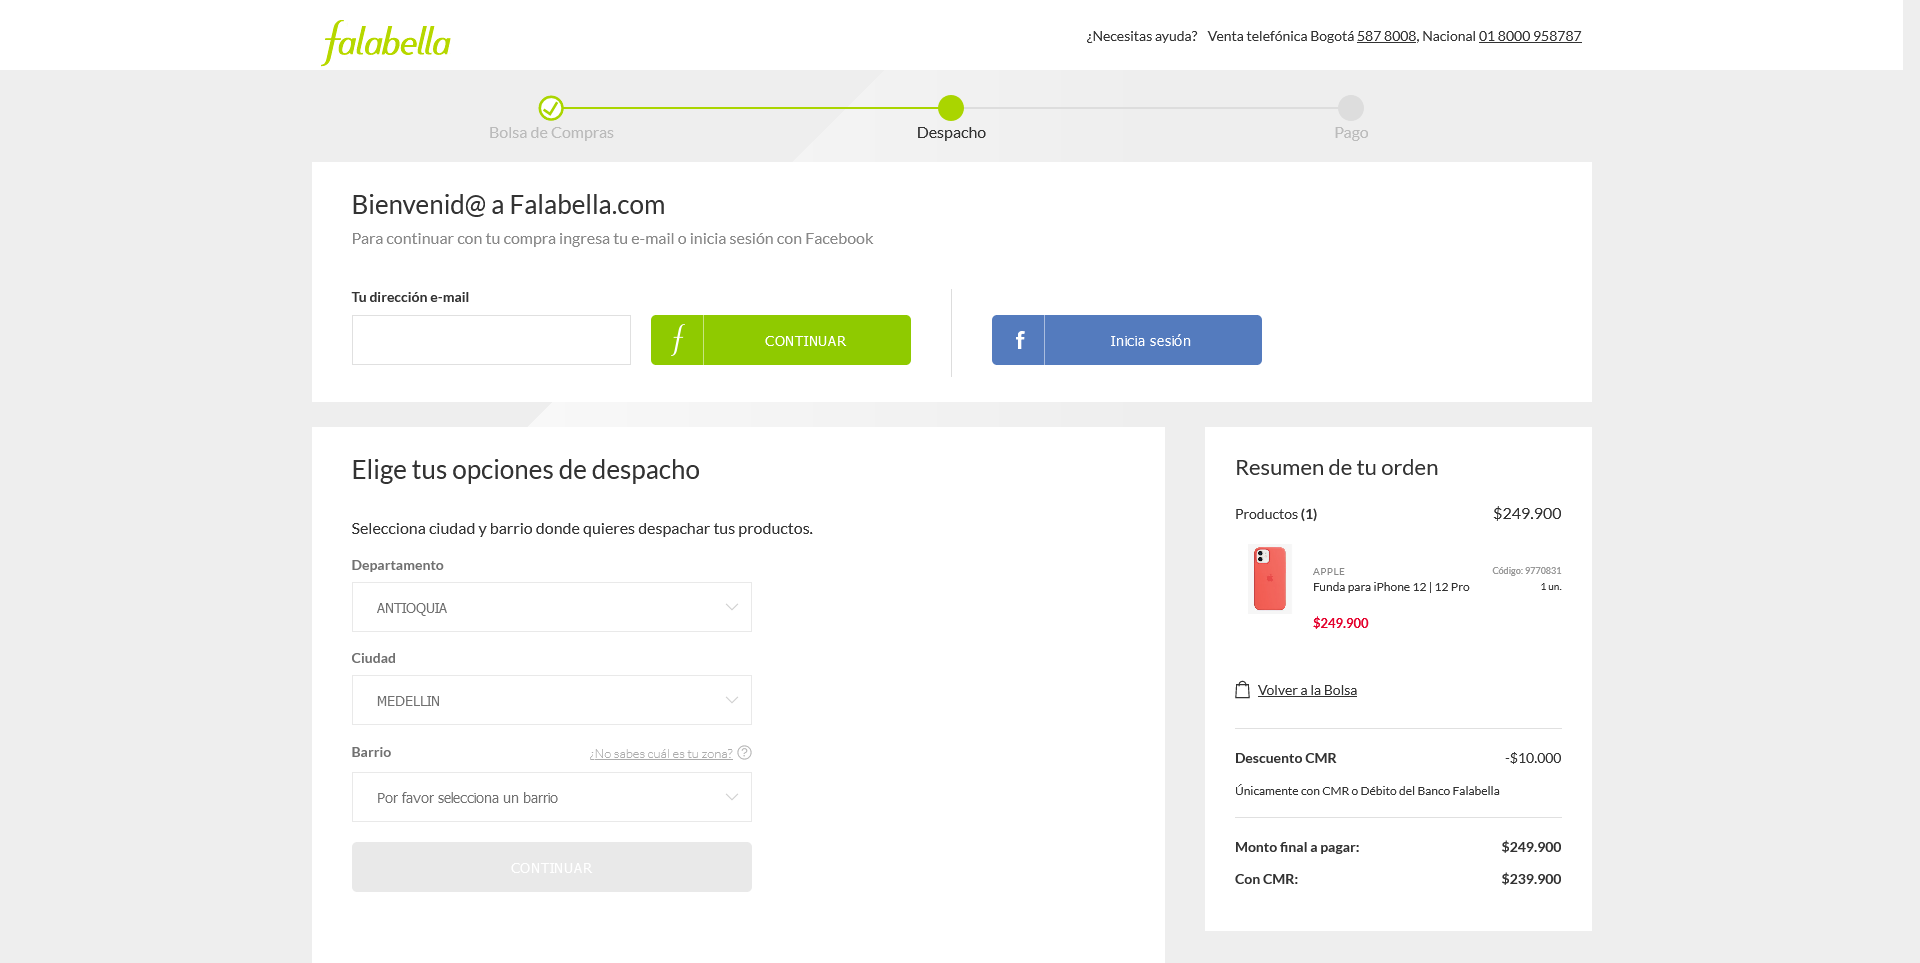 falabella
¿Necesitas ayuda? Venta telefónica Bogotá 587 8008, Nacional 01 8000 958787
Bolsa de Compras
Despacho
Pago
Bienvenid@ a Falabella.com
Para continuar con tu compra ingresa tu e-mail o inicia sesión con Facebook
Tu dirección e-mail
f CONTINUAR
f Inicia sesión
Elige tus opciones de despacho
Selecciona ciudad y barrio donde quieres despachar tus productos.
Departamento
ANTIOQUIA
Ciudad
MEDELLIN
Barrio
¿No sabes cuál es tu zona? ?
Por favor selecciona un barrio
CONTINUAR
Resumen de tu orden
Productos (1) $249.900
APPLE Código: 9770831
Funda para iPhone 12 | 12 Pro 1 un.
$249.900
Volver a la Bolsa
Descuento CMR -$10.000
Únicamente con CMR o Débito del Banco Falabella
Monto final a pagar: $249.900
Con CMR: $239.900